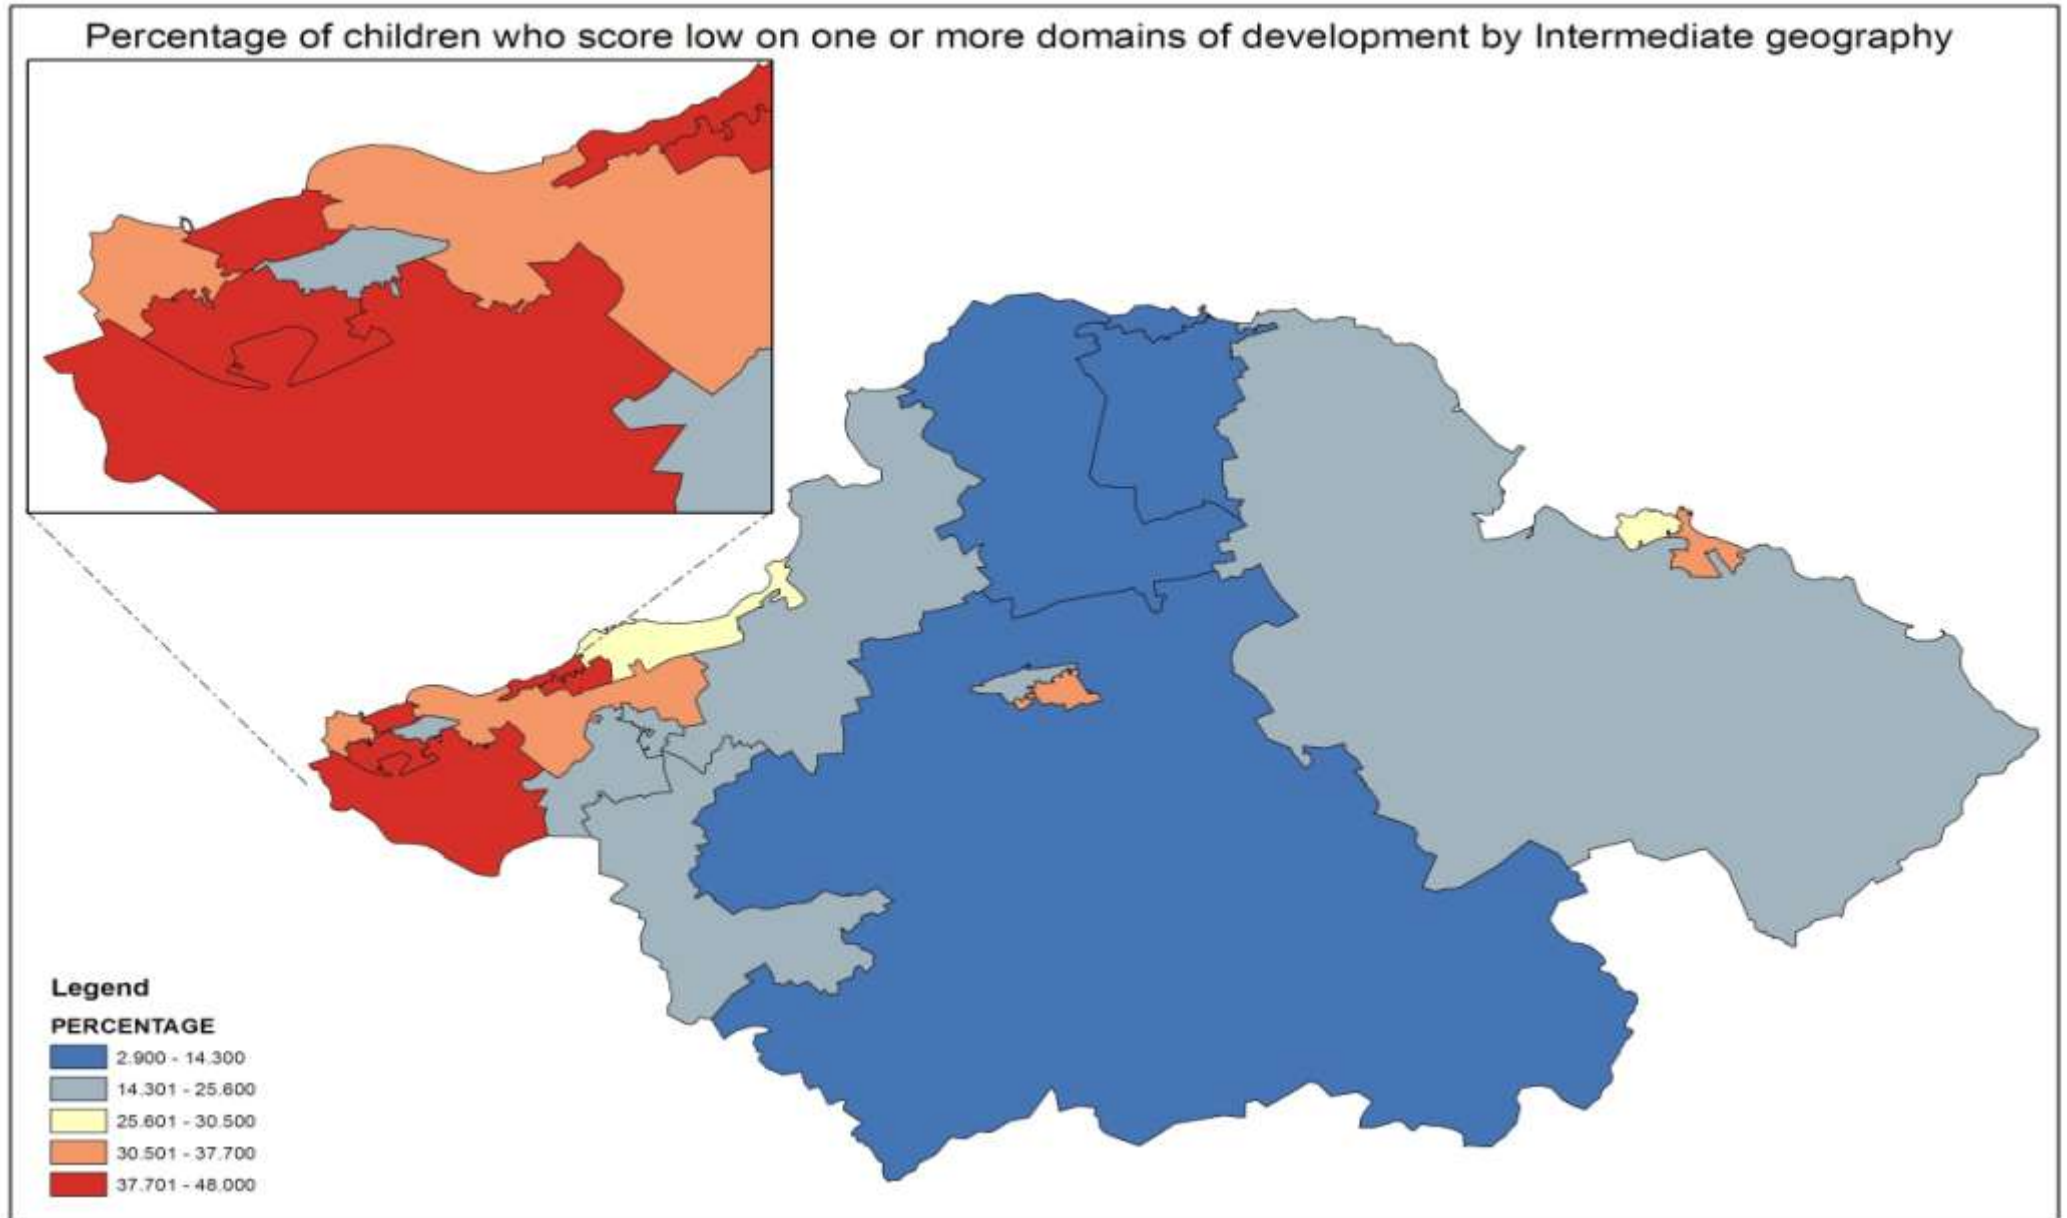 Percentage of children who score low on one or more domains of development by Intermediate geography
Legend
PERCENTAGE
2.900 - 14.300
14.301 - 25.600
25.601 - 30.500
30.501 - 37.700
37.701 - 48.000